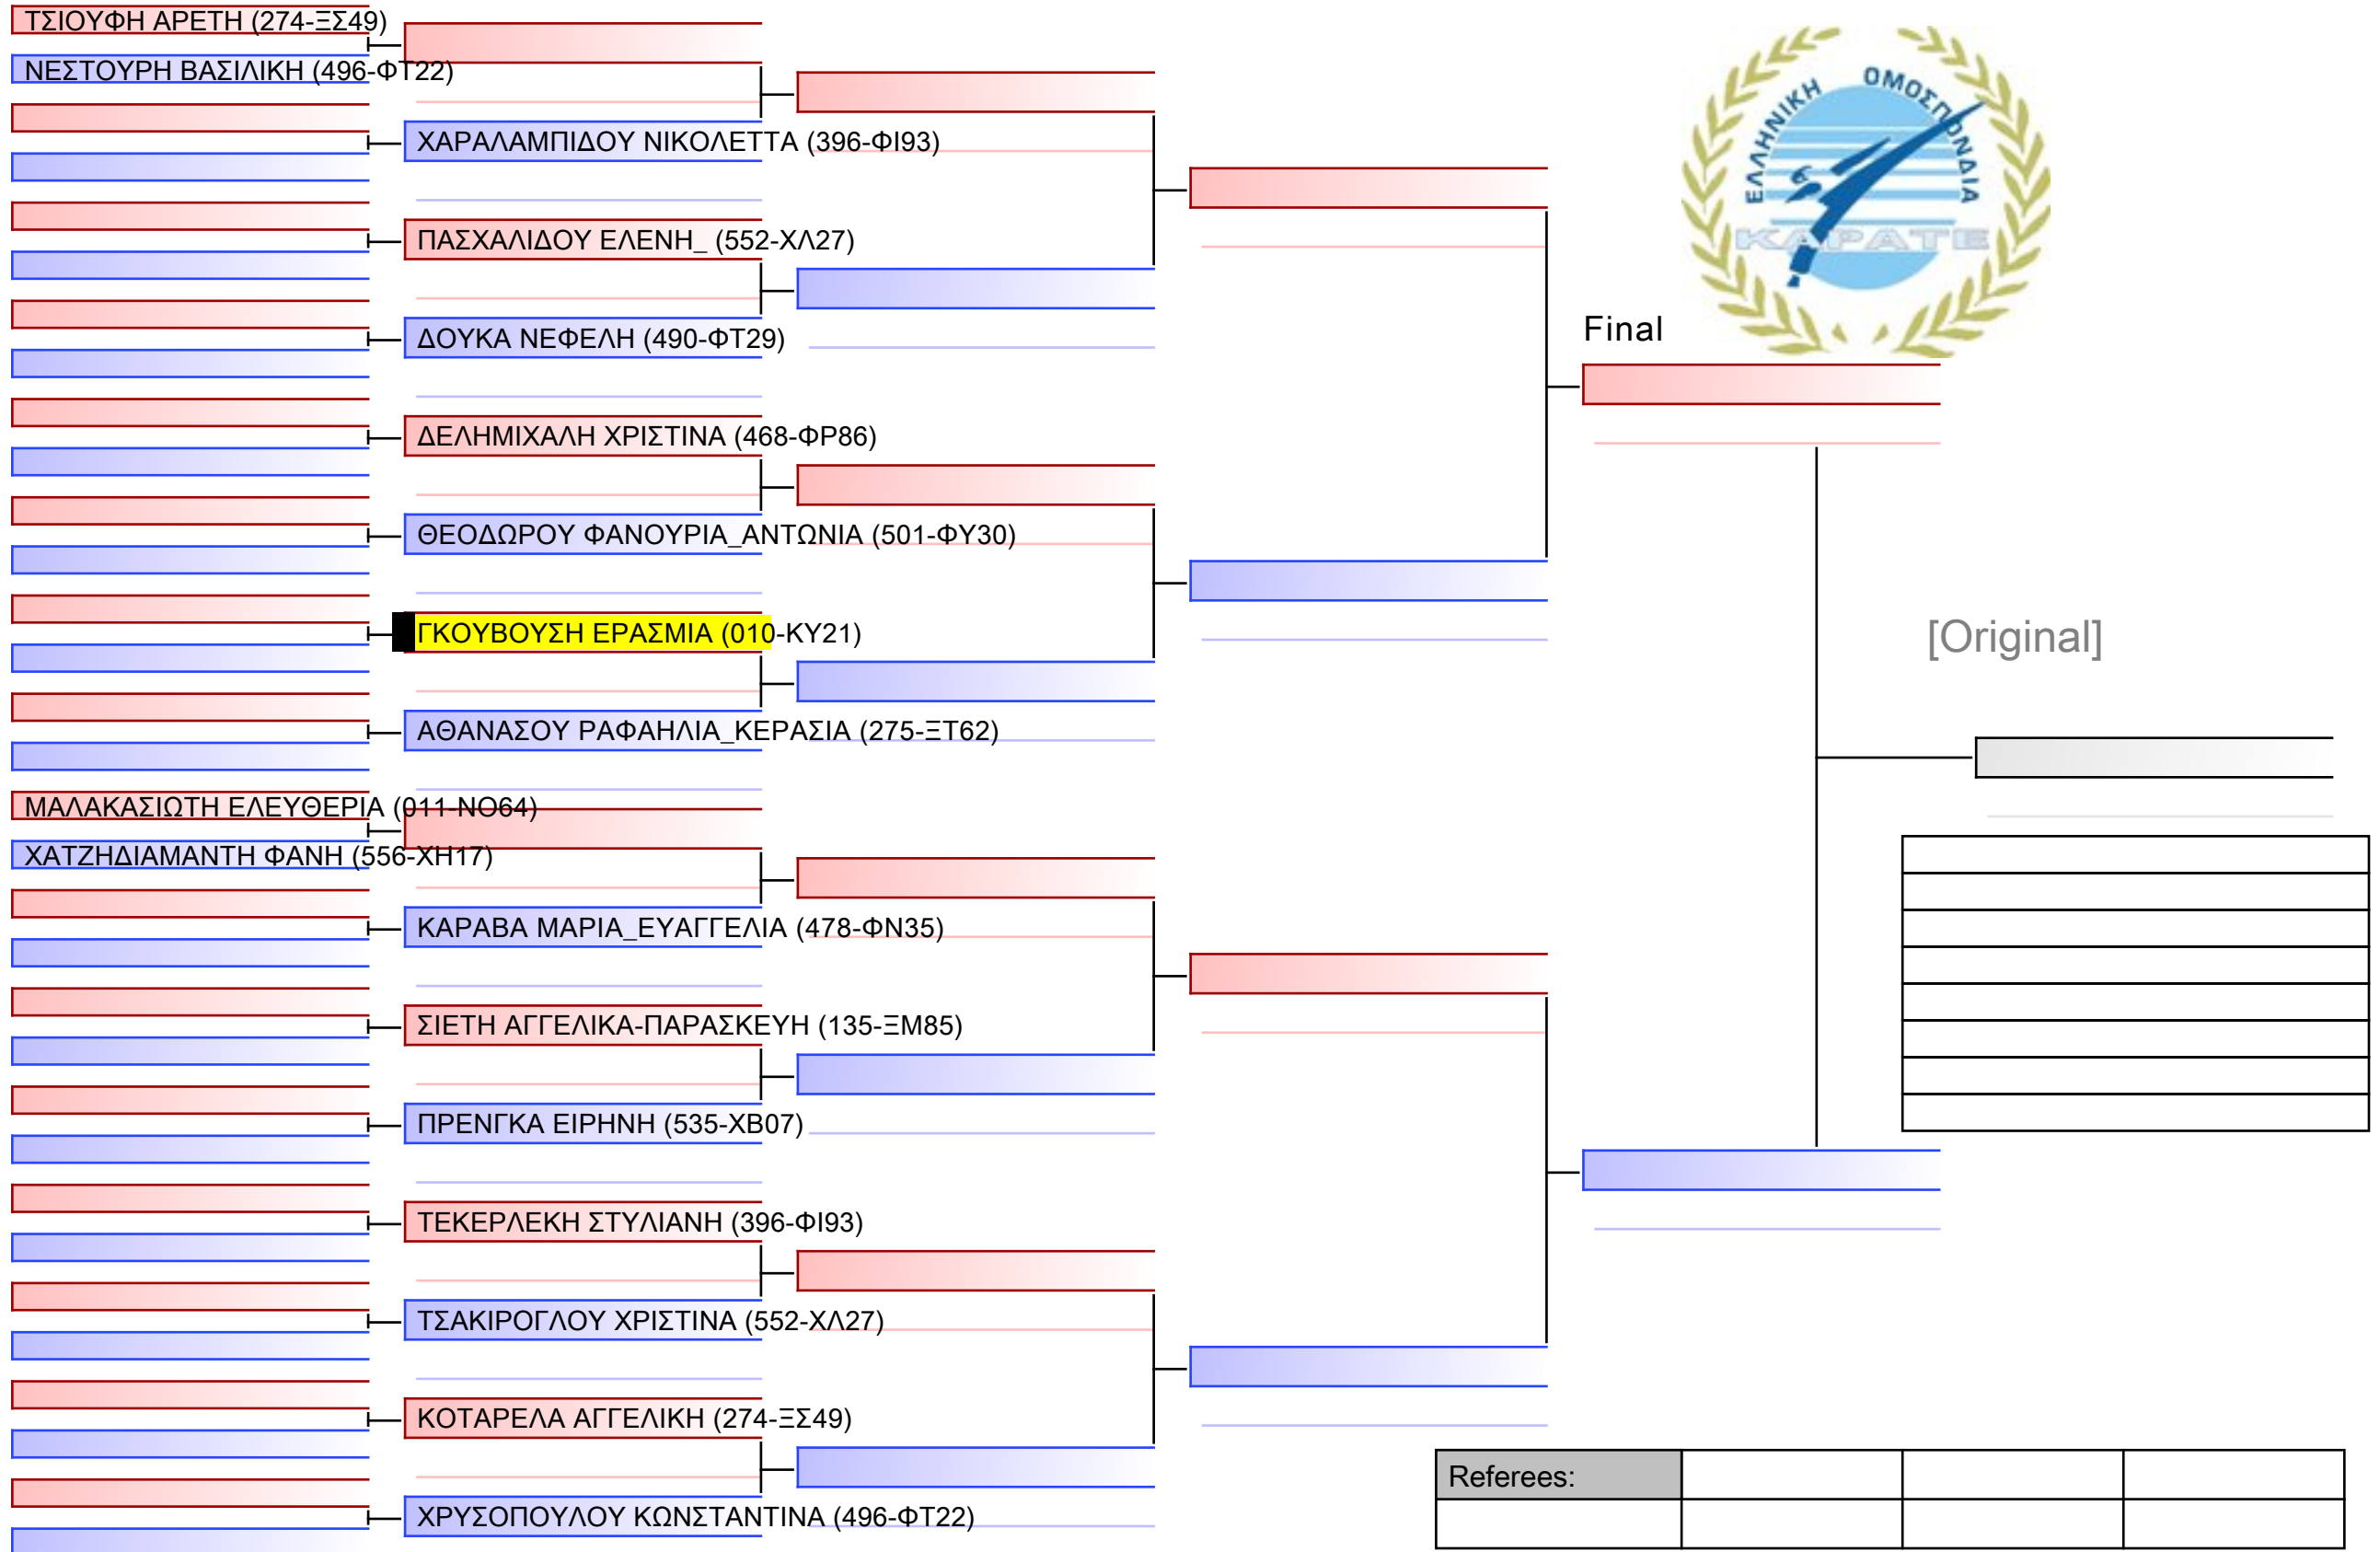 ΤΣΙΟΥΦΗ ΑΡΕΤΗ (274-ΞΣ49)
ΝΕΣΤΟΥΡΗ ΒΑΣΙΛΙΚΗ (496-ΦΤ22)
ΧΑΡΑΛΑΜΠΙΔΟΥ ΝΙΚΟΛΕΤΤΑ (396-ΦΙ93)
ΠΑΣΧΑΛΙΔΟΥ ΕΛΕΝΗ_ (552-ΧΛ27)
ΔΟΥΚΑ ΝΕΦΕΛΗ (490-ΦΤ29)
ΔΕΛΗΜΙΧΑΛΗ ΧΡΙΣΤΙΝΑ (468-ΦΡ86)
ΘΕΟΔΩΡΟΥ ΦΑΝΟΥΡΙΑ_ΑΝΤΩΝΙΑ (501-ΦΥ30)
ΓΚΟΥΒΟΥΣΗ ΕΡΑΣΜΙΑ (010-ΚΥ21)
ΑΘΑΝΑΣΟΥ ΡΑΦΑΗΛΙΑ_ΚΕΡΑΣΙΑ (275-ΞΤ62)
ΜΑΛΑΚΑΣΙΩΤΗ ΕΛΕΥΘΕΡΙΑ (011-ΝΟ64)
ΧΑΤΖΗΔΙΑΜΑΝΤΗ ΦΑΝΗ (556-ΧΗ17)
ΚΑΡΑΒΑ ΜΑΡΙΑ_ΕΥΑΓΓΕΛΙΑ (478-ΦΝ35)
ΣΙΕΤΗ ΑΓΓΕΛΙΚΑ-ΠΑΡΑΣΚΕΥΗ (135-ΞΜ85)
ΠΡΕΝΓΚΑ ΕΙΡΗΝΗ (535-ΧΒ07)
ΤΕΚΕΡΛΕΚΗ ΣΤΥΛΙΑΝΗ (396-ΦΙ93)
ΤΣΑΚΙΡΟΓΛΟΥ ΧΡΙΣΤΙΝΑ (552-ΧΛ27)
ΚΟΤΑΡΕΛΑ ΑΓΓΕΛΙΚΗ (274-ΞΣ49)
ΧΡΥΣΟΠΟΥΛΟΥ ΚΩΝΣΤΑΝΤΙΝΑ (496-ΦΤ22)
ΕΛΛΗΝΙΚΗ ΟΜΟΣΠΟΝΔΙΑ
ΚΑΡΑΤΕ
Final
[Original]
Referees: